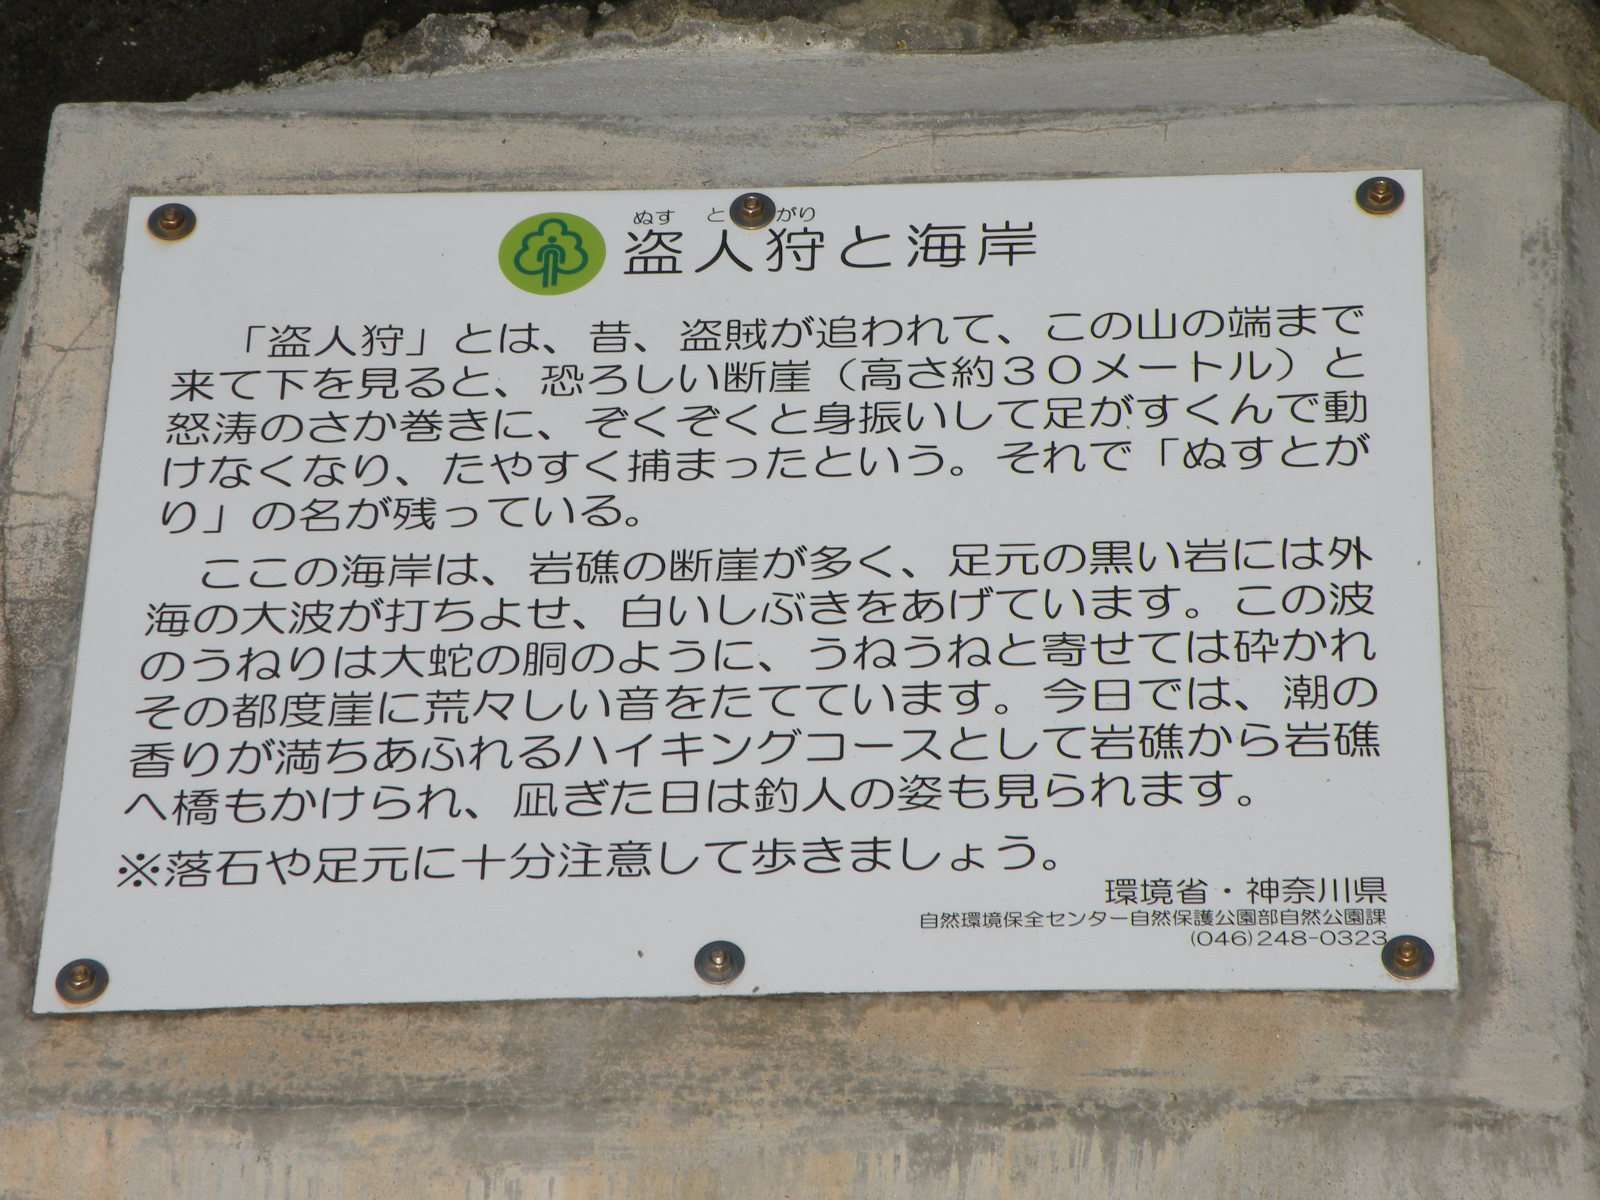 ぬす と がり
盗人狩と海岸
「盗人狩」とは、昔、盗賊が追われて、この山の端まで
来て下を見ると、恐ろしい断崖（高さ約３０メートル）と
怒涛のさか巻きに、ぞくぞくと身振いして足がすくんで動
けなくなり、たやすく捕まったという。それで「ぬすとが
り」の名が残っている。
ここの海岸は、岩礁の断崖が多く、足元の黒い岩には外
海の大波が打ちよせ、白いしぶきをあげています。この波
のうねりは大蛇の胴のように、うねうねと寄せては砕かれ
その都度崖に荒々しい音をたてています。今日では、潮の
香りが満ちあふれるハイキングコースとして岩礁から岩礁
へ橋もかけられ、凪ぎた日は釣人の姿も見られます。
※落石や足元に十分注意して歩きましょう。
環境省・神奈川県
自然環境保全センター自然保護公園部自然公園課
(046)248-0323